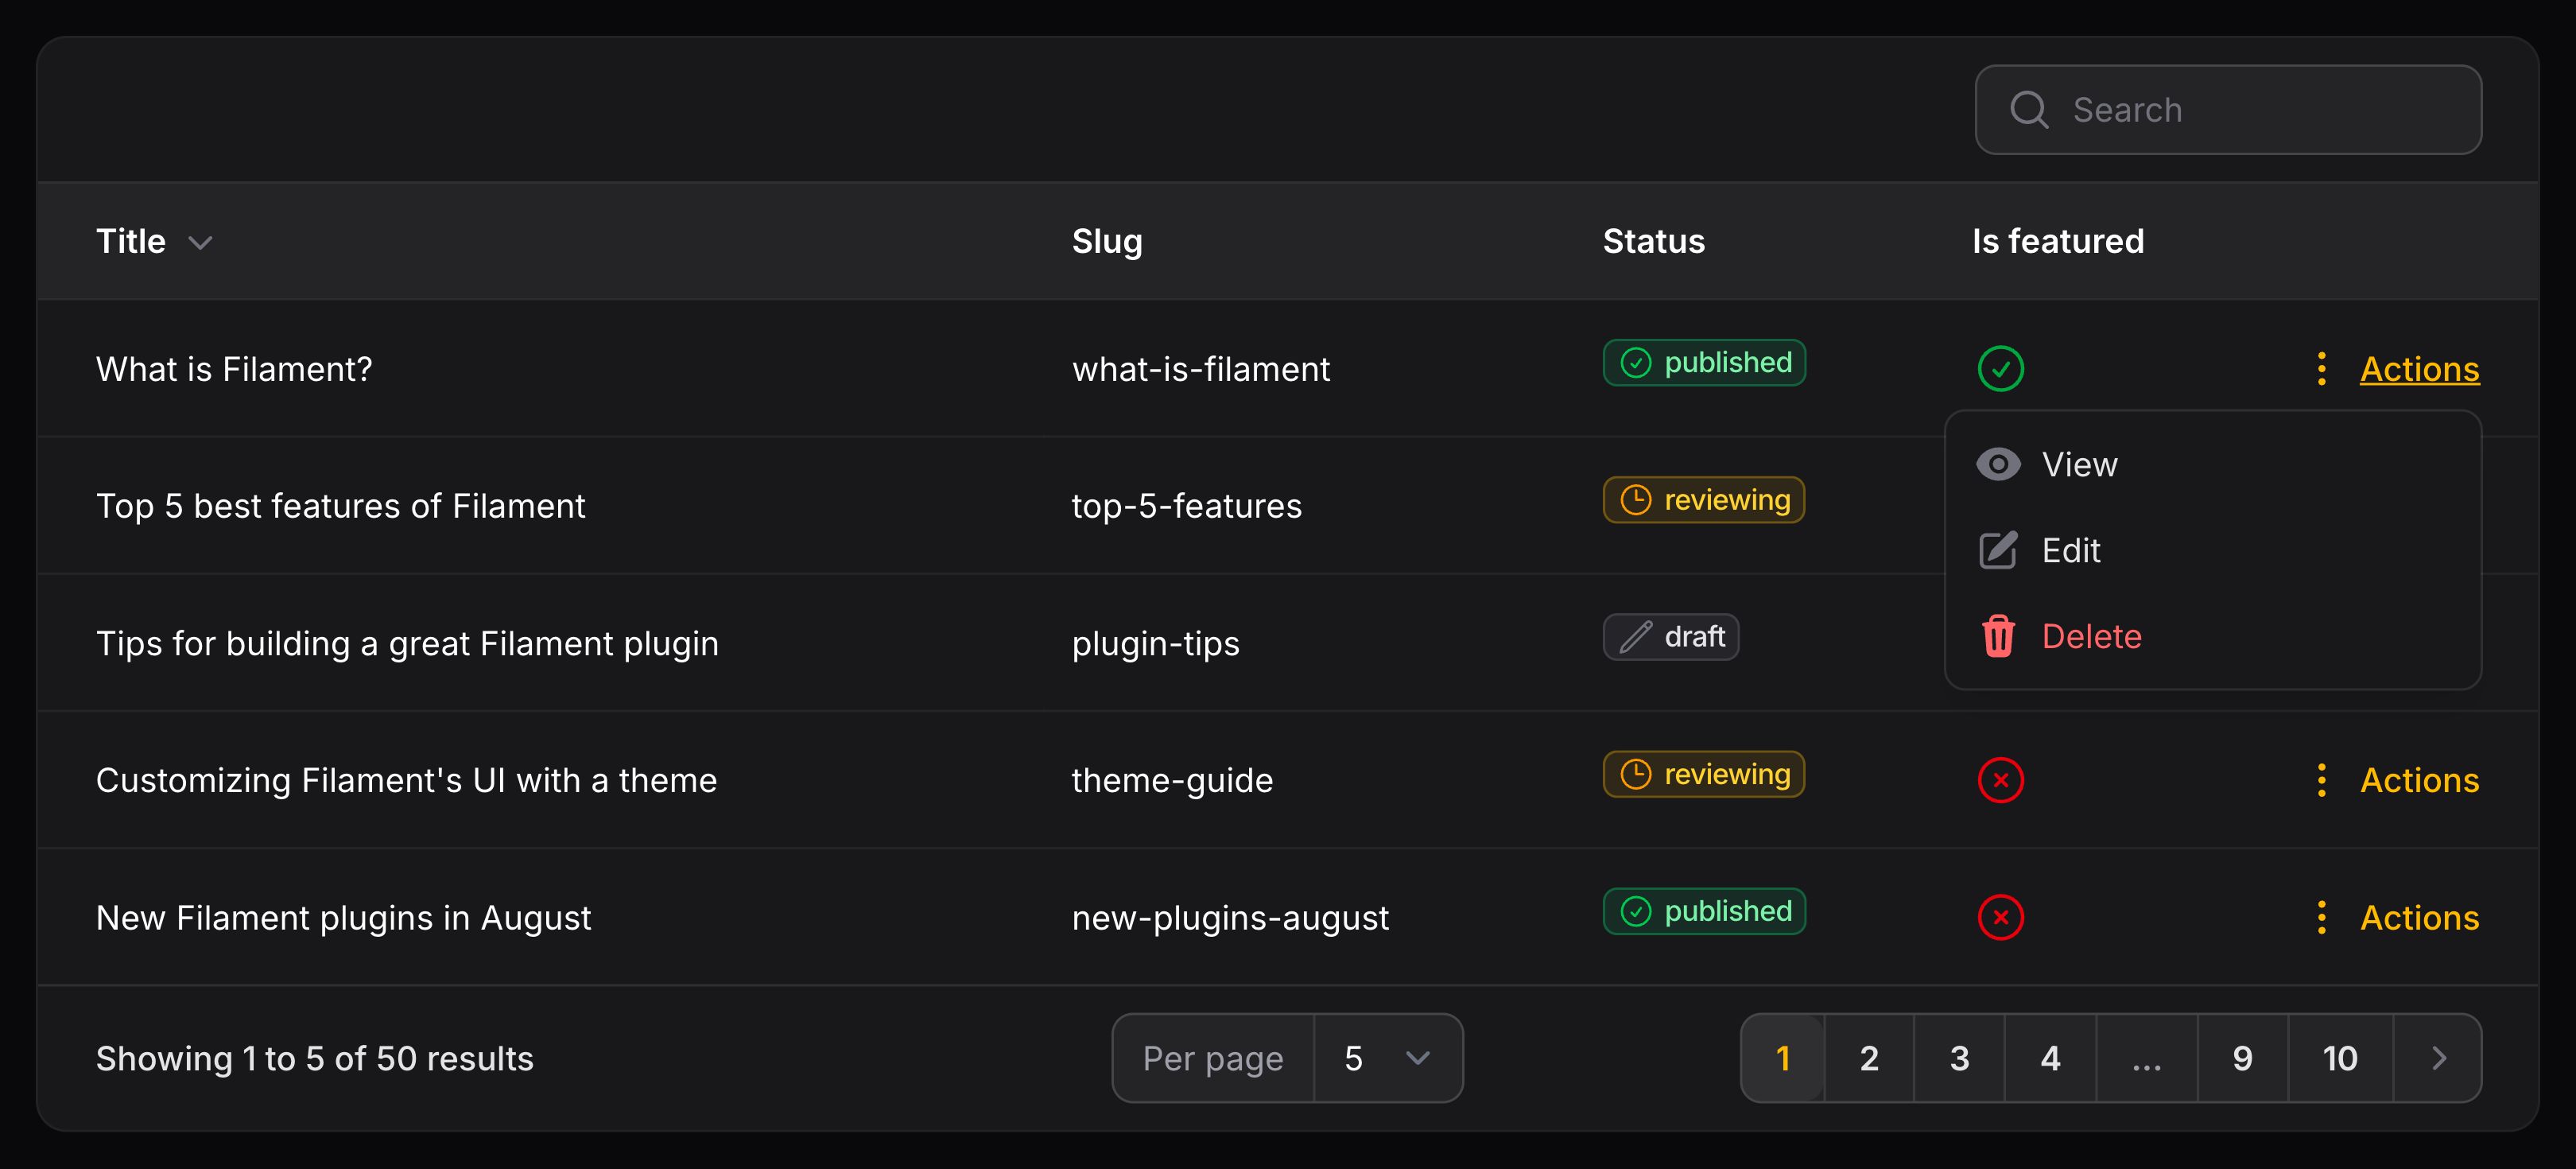 Search
Title Slug Status Is featured
What is Filament? what-is-filament published Actions
View
Top 5 best features of Filament top-5-features reviewing
Edit
Tips for building a great Filament plugin plugin-tips draft Delete
Customizing Filament's UI with a theme theme-guide reviewing Actions
New Filament plugins in August new-plugins-august published Actions
Showing 1 to 5 of 50 results Per page 5 1 2 3 4 ... 9 10